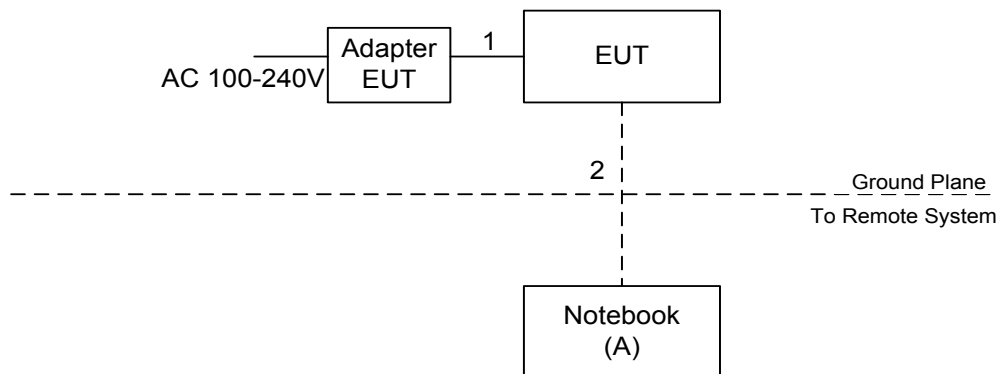 AC 100-240V
Adapter
EUT
1
EUT
2
Ground Plane
To Remote System
Notebook
(A)